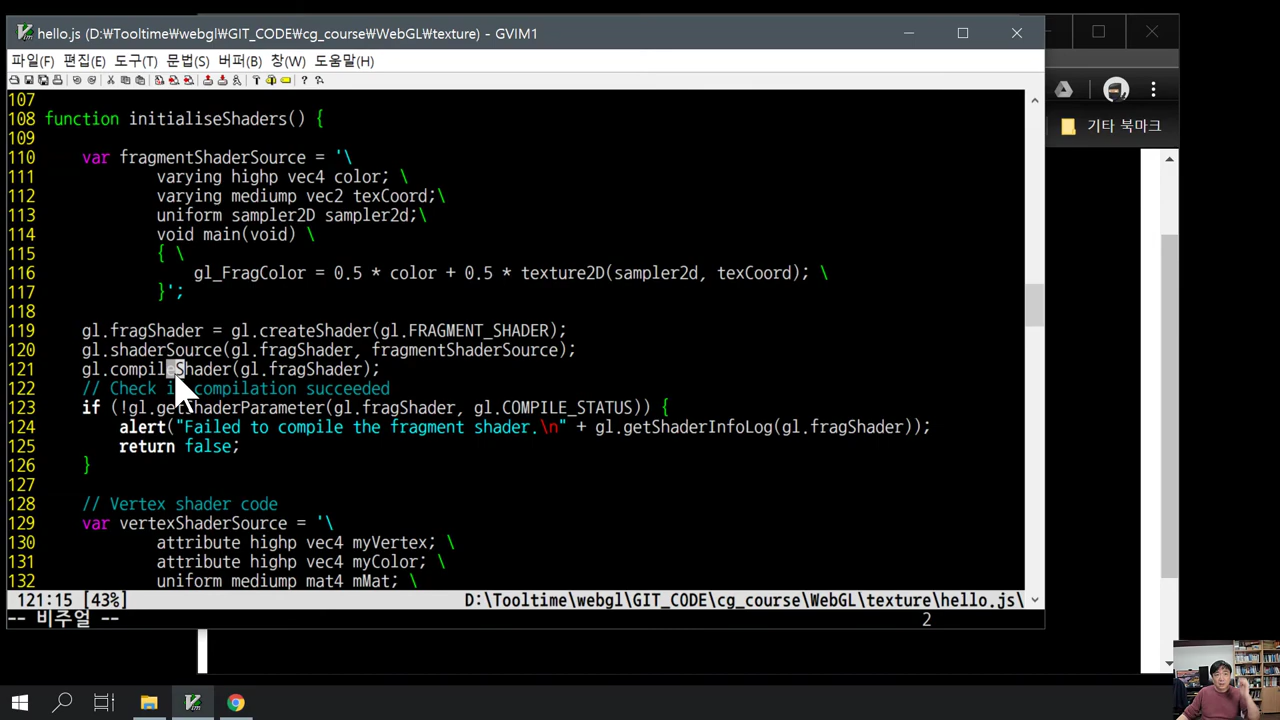 hello.js (D:\Tooltime\webgl\GIT_CODE\cg_course\WebGL\texture) - GVIM1
파일(F) 편집(E) 도구(T) 문법(S) 버퍼(B) 창(W) 도움말(H)
기타 북마크
107
108 function initialiseShaders() {
109
110     var fragmentShaderSource = '\
111             varying highp vec4 color; \
112             varying mediump vec2 texCoord;\
113             uniform sampler2D sampler2d;\
114             void main(void) \
115             { \
116                 gl_FragColor = 0.5 * color + 0.5 * texture2D(sampler2d, texCoord); \
117             }';
118
119     gl.fragShader = gl.createShader(gl.FRAGMENT_SHADER);
120     gl.shaderSource(gl.fragShader, fragmentShaderSource);
121     gl.compileShader(gl.fragShader);
122     // Check compilation succeeded
123     if (!gl.getShaderParameter(gl.fragShader, gl.COMPILE_STATUS)) {
124         alert("Failed to compile the fragment shader.\n" + gl.getShaderInfoLog(gl.fragShader));
125         return false;
126     }
127
128     // Vertex shader code
129     var vertexShaderSource = '\
130             attribute highp vec4 myVertex; \
131             attribute highp vec4 myColor; \
132             uniform mediump mat4 mMat; \
121:15 [43%] D:\Tooltime\webgl\GIT_CODE\cg_course\WebGL\texture\hello.js\
-- 비주얼 -- 2